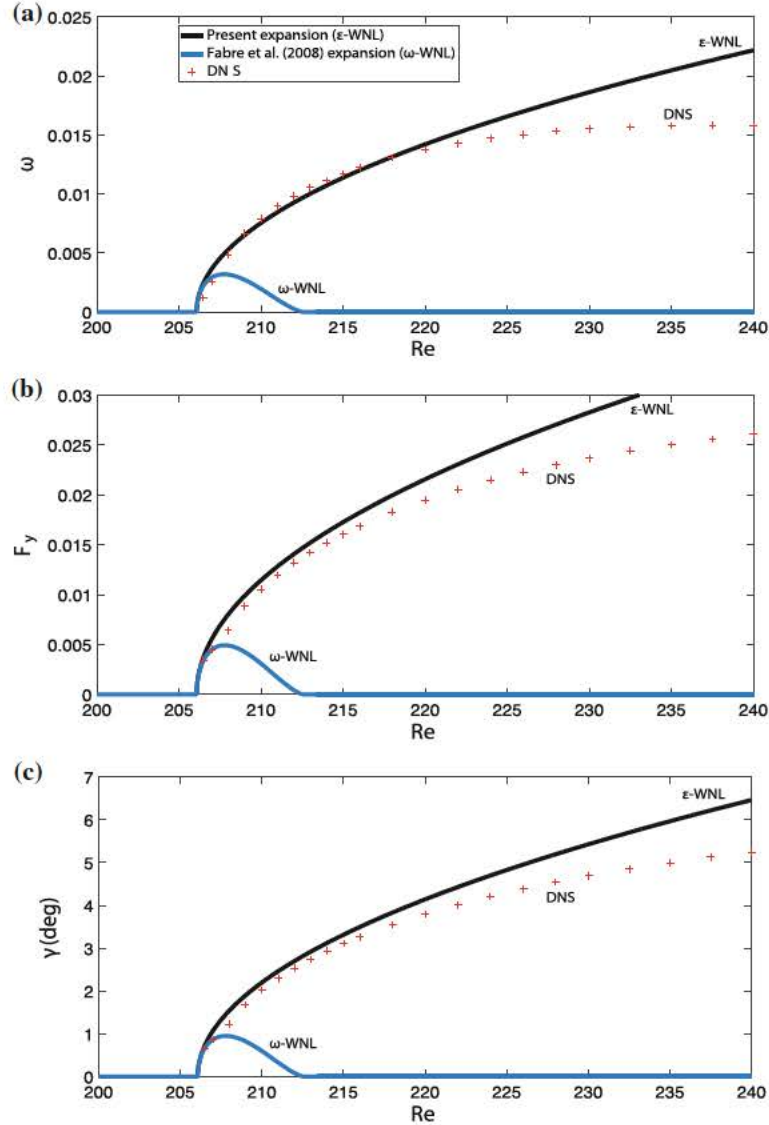 (a)
0.025
0.02
0.015
0.01
0.005
0
ω
Present expansion (ε-WNL)
Fabre et al. (2008) expansion (ω-WNL)
DN S
ε-WNL
DNS
ω-WNL
200 205 210 215 220 225 230 235 240
Re
(b)
0.03
0.025
0.02
0.015
0.01
0.005
0
F_y
ε-WNL
DNS
ω-WNL
200 205 210 215 220 225 230 235 240
Re
(c)
7
6
5
4
3
2
1
0
γ (deg)
ε-WNL
DNS
ω-WNL
200 205 210 215 220 225 230 235 240
Re